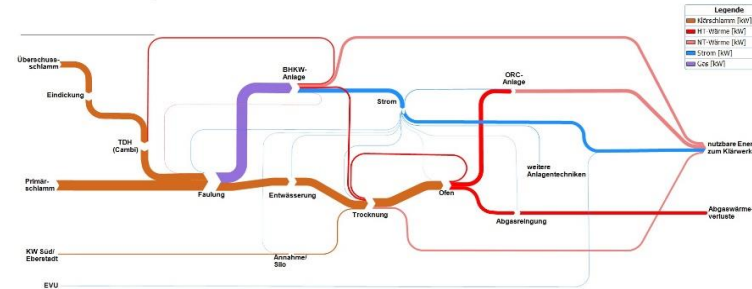 Legende
Klärschlamm [kW]
HT-Wärme [kW]
NT-Wärme [kW]
Strom [kW]
Gas [kW]
Überschuss-
schlamm
Eindickung
TDH
(Cambi)
Primär-
schlamm
KW Süd/
Eberstadt
EVU
BHKW-
Anlage
Faulung
Entwässerung
Annahme/
Silo
Trocknung
Strom
Ofen
ORC-
Anlage
weitere
Anlagentechniken
Abgasreingung
nutzbare Ener
zum Klärwerk
Abgaswärme-
verluste